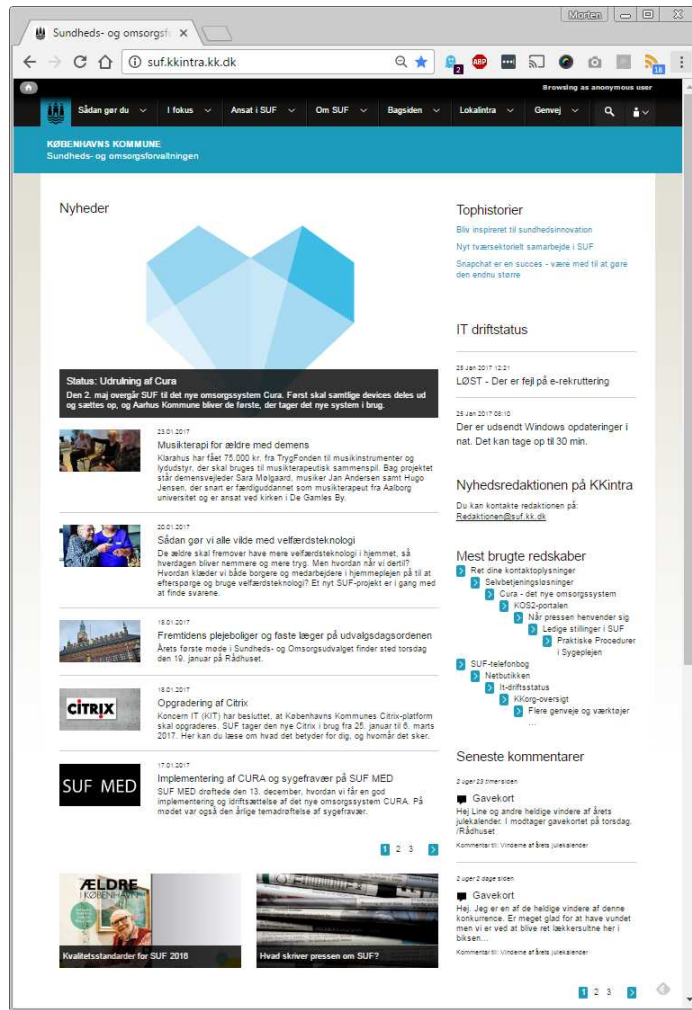 Morten
Sundheds- og omsorgsf
suf.kkintra.kk.dk
2
ABP
18
Browsing as anonymous user
Sådan gør du
I fokus
Ansat i SUF
Om SUF
Bagsiden
Lokalintra
Genvej
KØBENHAVNS KOMMUNE
Sundheds- og omsorgsforvaltningen
Nyheder
Status: Udrulning af Cura
Den 2. maj overgår SUF til det nye omsorgssystem Cura. Først skal samtlige devices deles ud
og sættes op, og Aarhus Kommune bliver de første, der tager det nye system i brug.
23.01.2017
Musikterapi for ældre med demens
Klarahus har fået 75.000 kr. fra TrygFonden til musikinstrumenter og
lydudstyr, der skal bruges til musikterapeutisk sammenspil. Bag projektet
står demensvejleder Sara Mølgaard, musiker Jan Andersen samt Hugo
Jensen, der snart er færdiguddannet som musikterapeut fra Aalborg
universitet og er ansat ved kirken i De Gamles By.
20.01.2017
Sådan gør vi alle vilde med velfærdsteknologi
De ældre skal fremover have mere velfærdsteknologi i hjemmet, så
hverdagen bliver nemmere og mere tryg. Men hvordan når vi dertil?
Hvordan klæder vi både borgere og medarbejdere i hjemmeplejen på til at
efterspørge og bruge velfærdsteknologi? Et nyt SUF-projekt er i gang med
at finde svarene.
18.01.2017
Fremtidens plejeboliger og faste læger på udvalgsdagsordenen
Årets første møde i Sundheds- og Omsorgsudvalget finder sted torsdag
den 19. januar på Rådhuset.
CİTRIX
18.01.2017
Opgradering af Citrix
Koncern IT (KIT) har besluttet, at Københavns Kommunes Citrix-platform
skal opgraderes. SUF tager den nye Citrix i brug fra 25. januar til 6. marts
2017. Her kan du læse om hvad det betyder for dig, og hvornår det sker.
SUF MED
17.01.2017
Implementering af CURA og sygefravær på SUF MED
SUF MED drøftede den 13. december, hvordan vi får en god
implementering og idriftsættelse af det nye omsorgssystem CURA. På
mødet var også den årlige temadrøftelse af sygefravær.
1 2 3
ÆLDRE
I KØBENHAVN
Kvalitetsstandarder for SUF 2016
Hvad skriver pressen om SUF?
Tophistorier
Bliv inspireret til sundhedsinnovation
Nyt tværsektorielt samarbejde i SUF
Snapchat er en succes - være med til at gøre
den endnu større
IT driftstatus
25 Jan 2017 12:21
LØST - Der er fejl på e-rekruttering
25 Jan 2017 08:10
Der er udsendt Windows opdateringer i
nat. Det kan tage op til 30 min.
Nyhedsredaktionen på KKintra
Du kan kontakte redaktionen på:
Redaktionen@suf.kk.dk
Mest brugte redskaber
Ret dine kontaktoplysninger
Selvbetjeningsløsninger
Cura - det nye omsorgssystem
KOS2-portalen
Når pressen henvender sig
Ledige stillinger i SUF
Praktiske Procedurer
i Sygeplejen
SUF-telefonbog
Netbutikken
It-driftsstatus
KKorg-oversigt
Flere genveje og værktøjer
...
Seneste kommentarer
2 uger 23 timer siden
Gavekort
Hej Line og andre heldige vindere af årets
julekalender. I modtager gavekortet på torsdag.
/Rådhuset
Kommentar til: Vinderne af årets julekalender
2 uger 2 dage siden
Gavekort
Hej. Jeg er en af de heldige vindere af denne
konkurrence. Er meget glad for at have vundet
men vi er ved at blive ret lækkersultne her i
biksen...
Kommentar til: Vinderne af årets julekalender
1 2 3